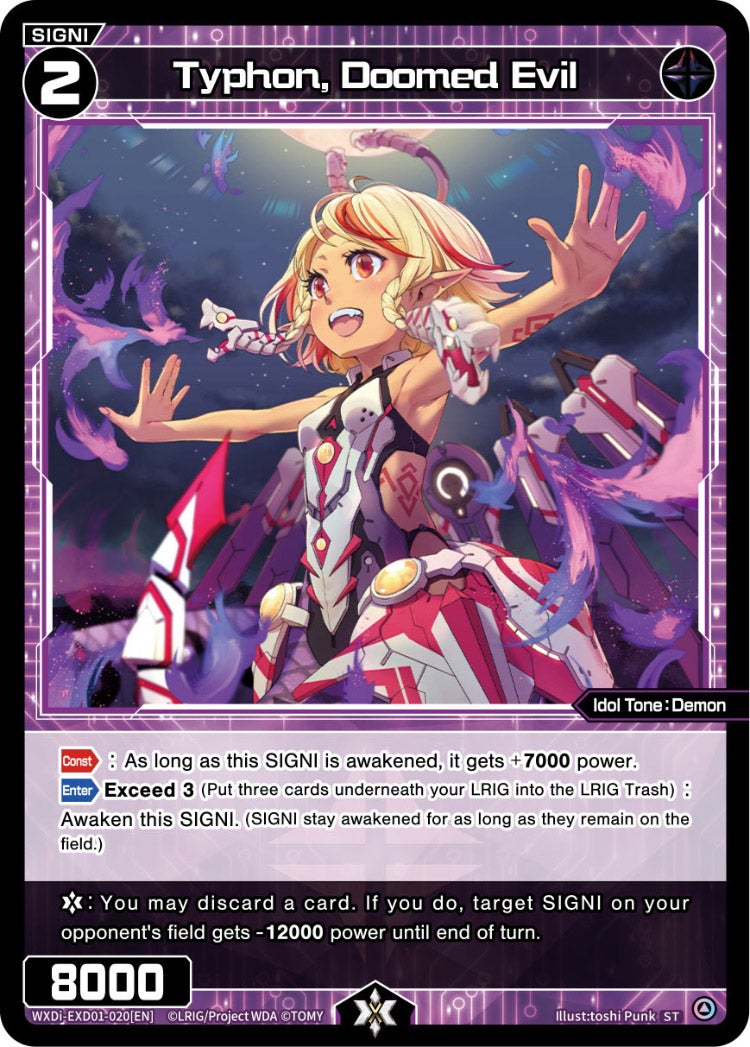 SIGNI
2
Typhon, Doomed Evil
Idol Tone:Demon
Const : As long as this SIGNI is awakened, it gets +7000 power.
Enter Exceed 3 (Put three cards underneath your LRIG into the LRIG Trash) :
Awaken this SIGNI. (SIGNI stay awakened for as long as they remain on the
field.)
: You may discard a card. If you do, target SIGNI on your
opponent's field gets -12000 power until end of turn.
8000
WXDi-EXD01-020[EN] ©LRIG/Project WDA ©TOMY
Illust:toshi Punk ST